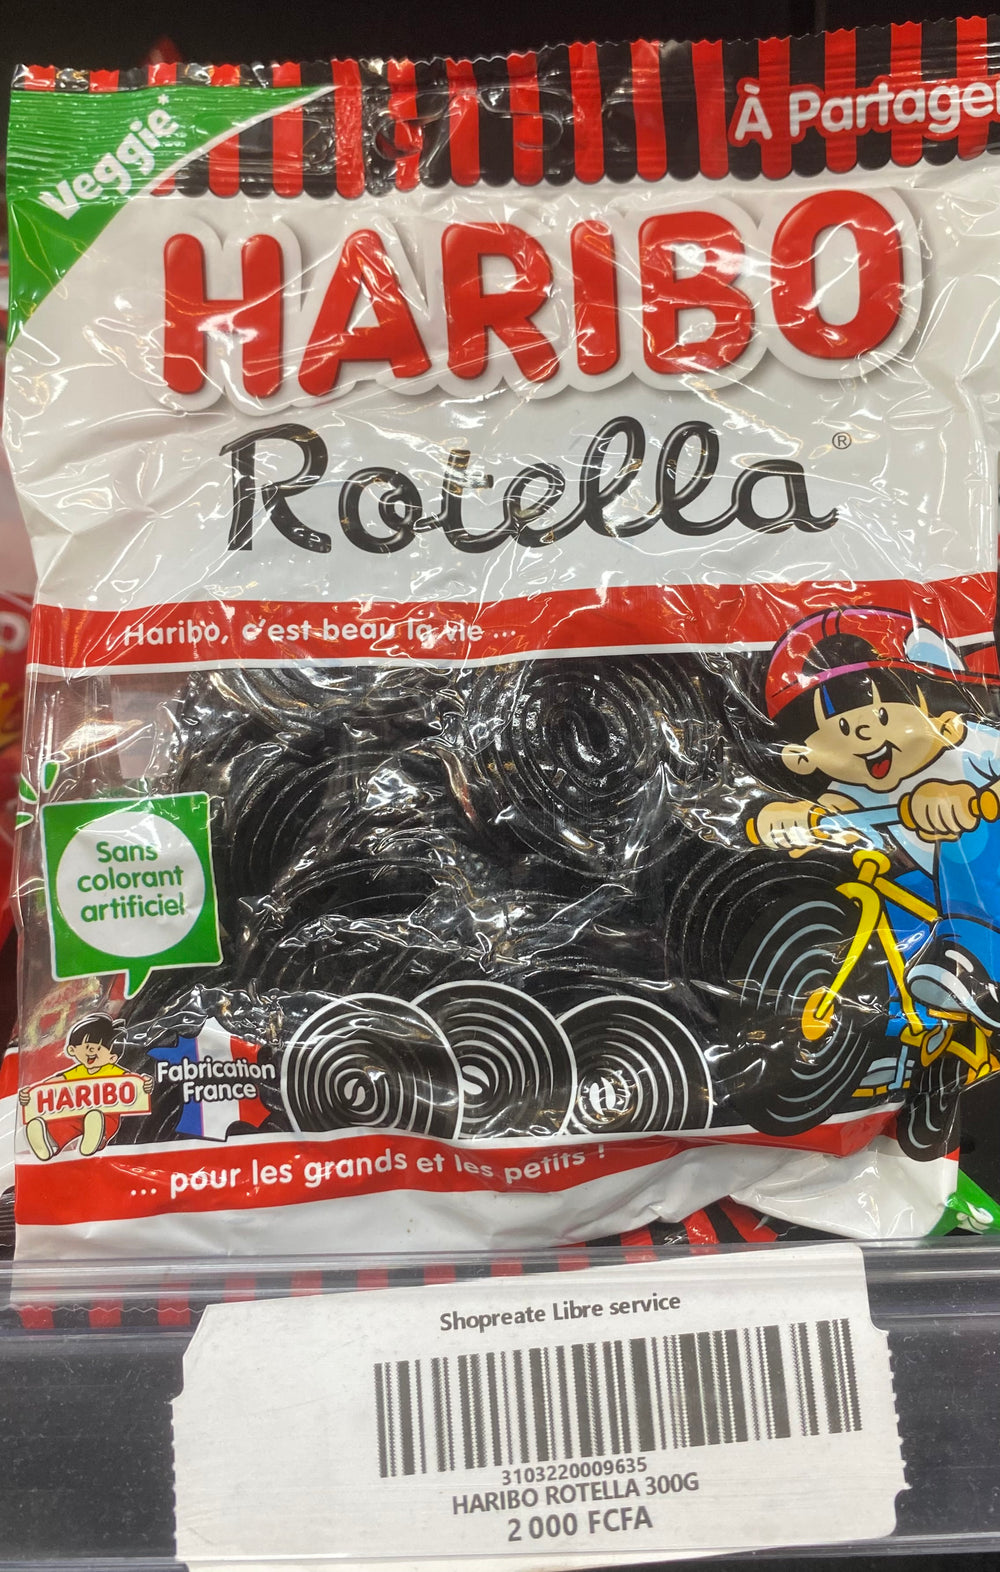 Veggie*
À Partager
HARIBO
Rotella®
Haribo, c'est beau la vie ...
Sans
colorant
artificiel
HARIBO
Fabrication
France
H
... pour les grands et les petits !
Shopreate Libre service
3103220009635
HARIBO ROTELLA 300G
2 000 FCFA